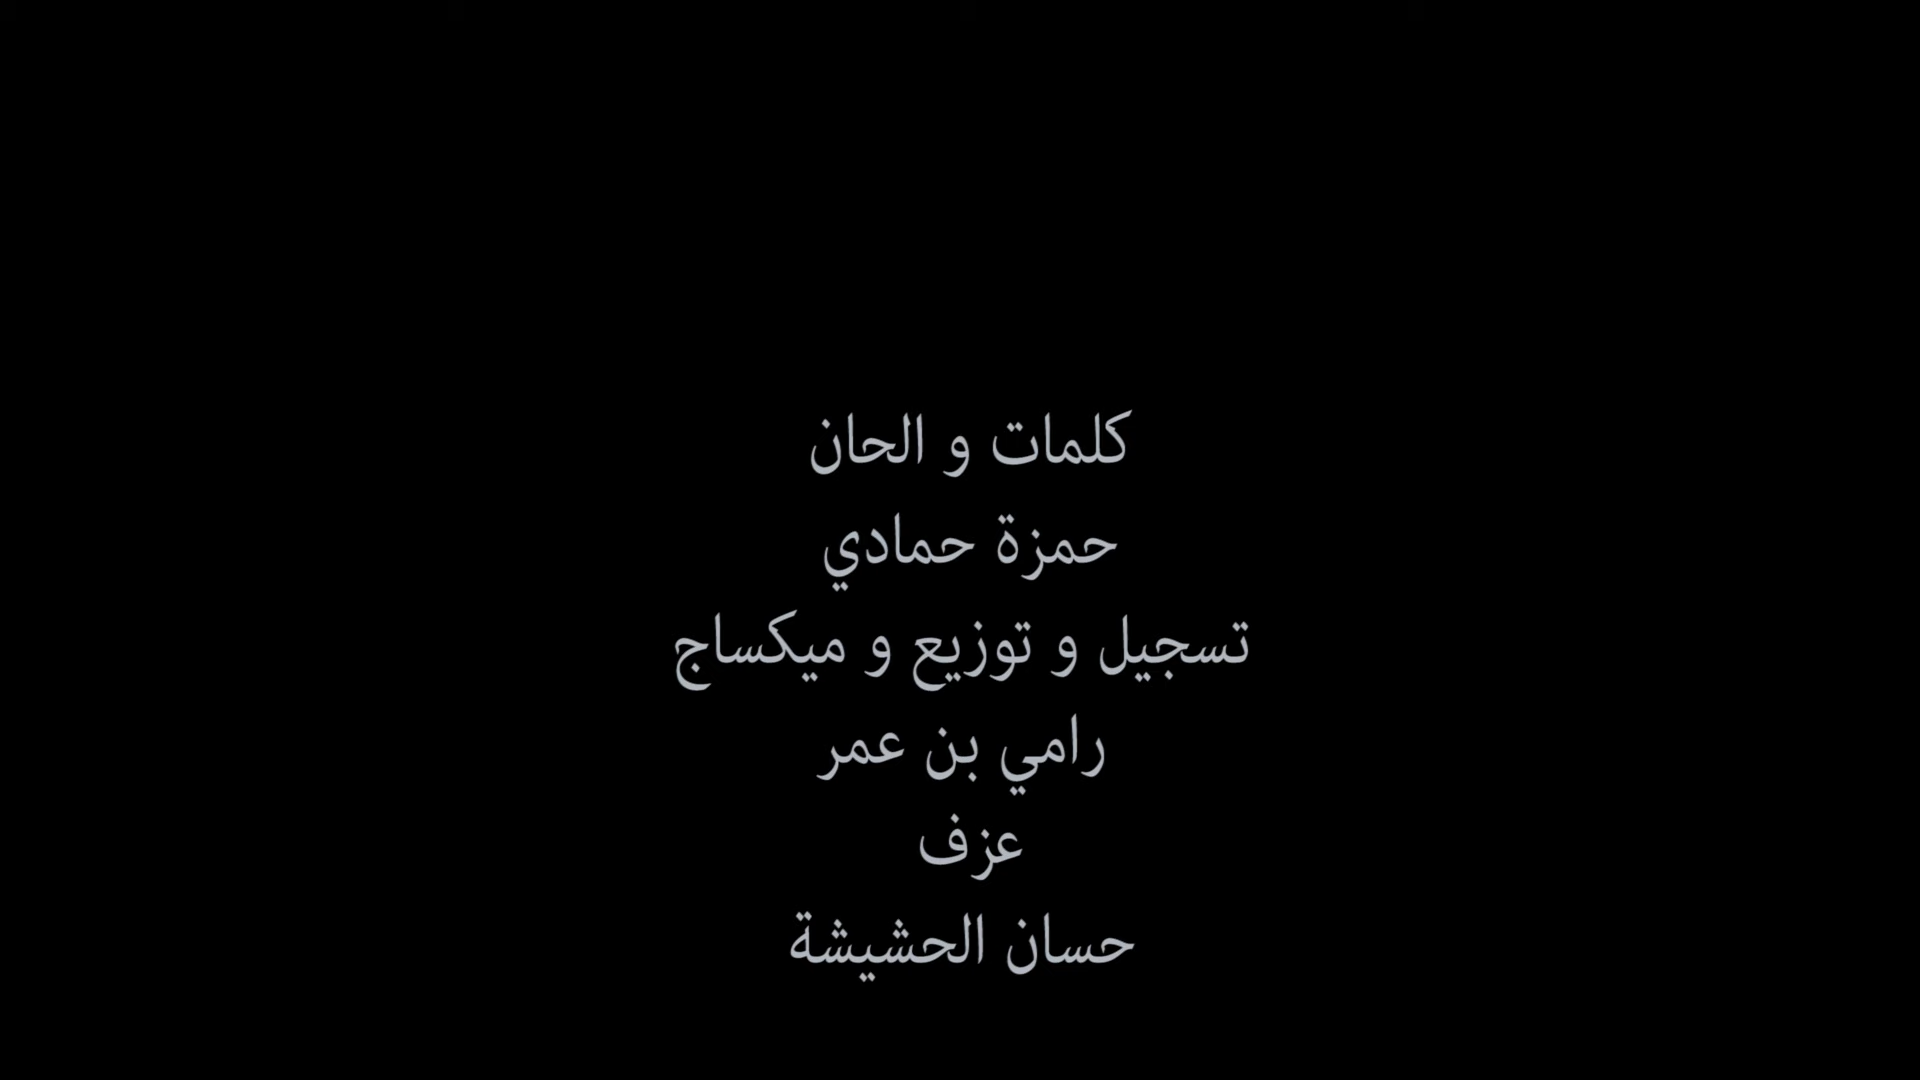 كلمات و الحان
حمزة حمادي
تسجيل و توزيع و ميكساج
رامي بن عمر
عزف
حسان الحشيشة